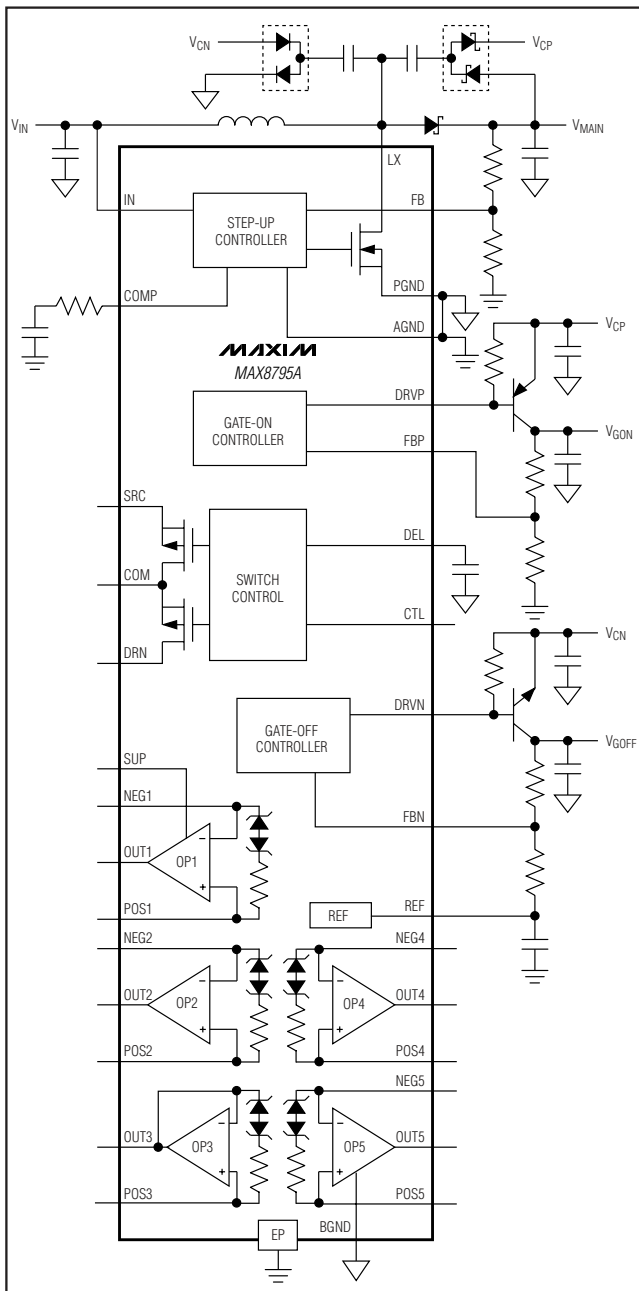 VCN
VCP
VIN
VMAIN
LX
IN
STEP-UP CONTROLLER
FB
COMP
PGND
AGND
MAXIM
MAX8795A
VCP
DRVP
GATE-ON CONTROLLER
VGON
FBP
SRC
DEL
COM
SWITCH CONTROL
CTL
DRN
VCN
DRVN
GATE-OFF CONTROLLER
VGOFF
SUP
NEG1
FBN
OUT1
OP1
-
+
POS1
REF
REF
NEG2
NEG4
OUT2
OP2
-
+
OP4
-
+
OUT4
POS2
POS4
NEG5
OUT3
OP3
-
+
OP5
-
+
OUT5
POS3
POS5
EP
BGND